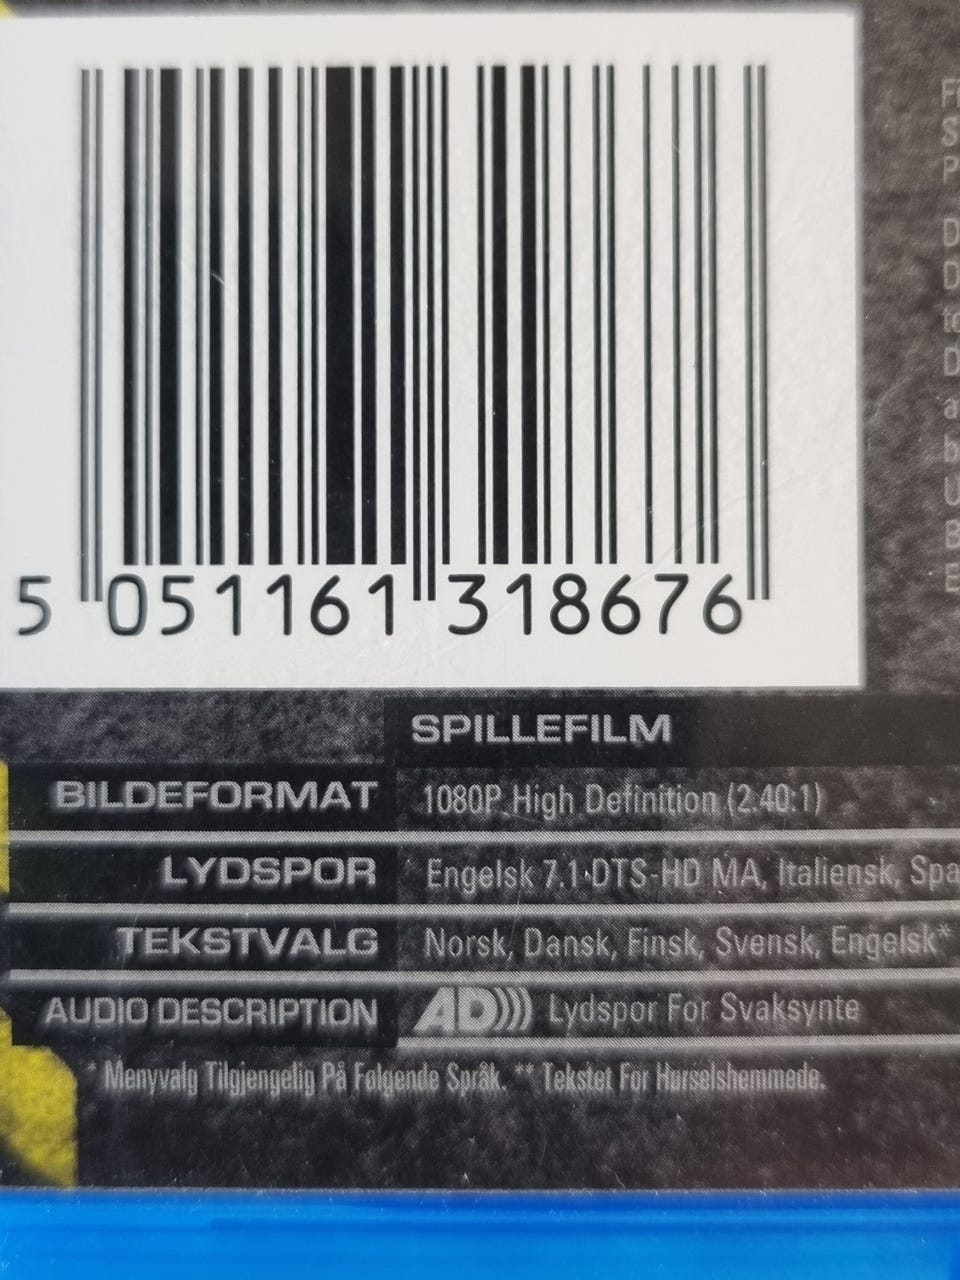 5 051161 318676
SPILLEFILM
BILDEFORMAT 1080P High Definition (2.40:1)
LYDSPOR Engelsk 7.1 DTS-HD MA, Italiensk, Spa
TEKSTVALG Norsk, Dansk, Finsk, Svensk, Engelsk*
AUDIO DESCRIPTION AD))) Lydspor For Svaksynte
* Menyvalg Tilgjengelig På Følgende Språk. ** Tekstet For Hørselshemmede.